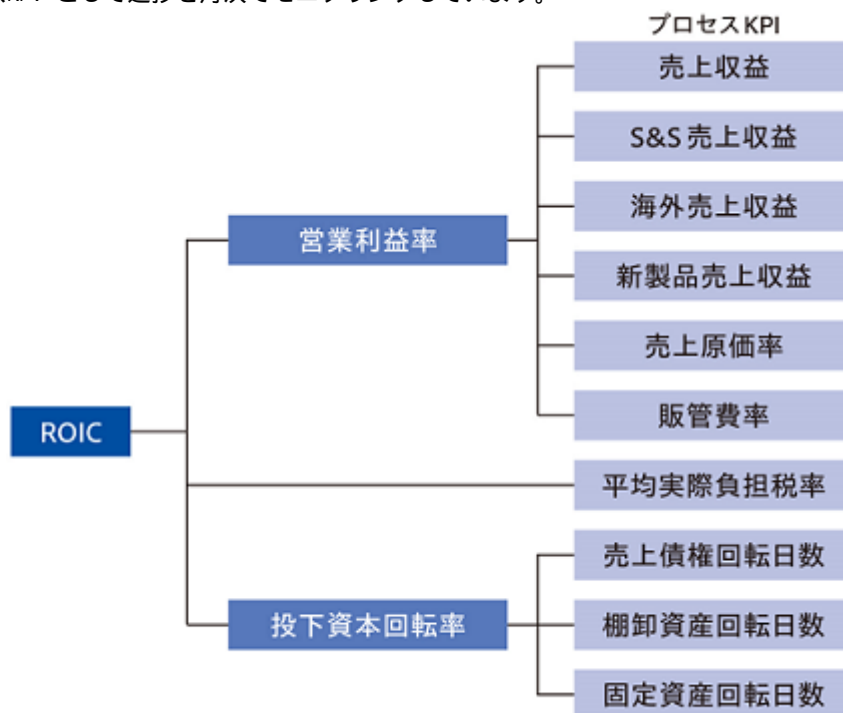 プロセスKPI
売上収益
S&S売上収益
海外売上収益
営業利益率
新製品売上収益
売上原価率
販管費率
ROIC
平均実際負担税率
売上債権回転日数
投下資本回転率
棚卸資産回転日数
固定資産回転日数